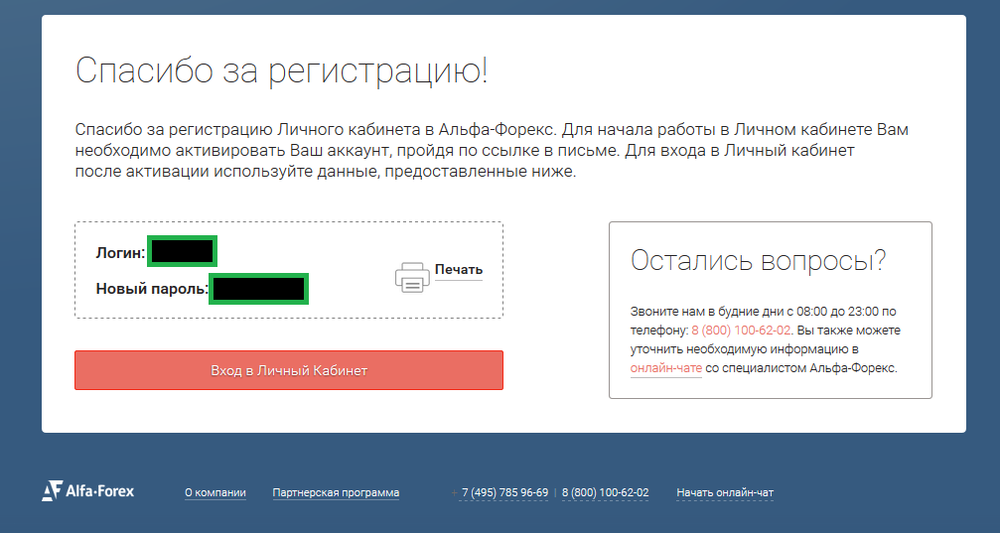 Спасибо за регистрацию!
Спасибо за регистрацию Личного кабинета в Альфа-Форекс. Для начала работы в Личном кабинете Вам
необходимо активировать Ваш аккаунт, пройдя по ссылке в письме. Для входа в Личный кабинет
после активации используйте данные, предоставленные ниже.
Логин:
Новый пароль:
Печать
Вход в Личный Кабинет
Остались вопросы?
Звоните нам в будние дни с 08:00 до 23:00 по
телефону: 8 (800) 100-62-02. Вы также можете
уточнить необходимую информацию в
онлайн-чате со специалистом Альфа-Форекс.
Alfa·Forex О компании Партнерская программа + 7 (495) 785 96-69 | 8 (800) 100-62-02 Начать онлайн-чат